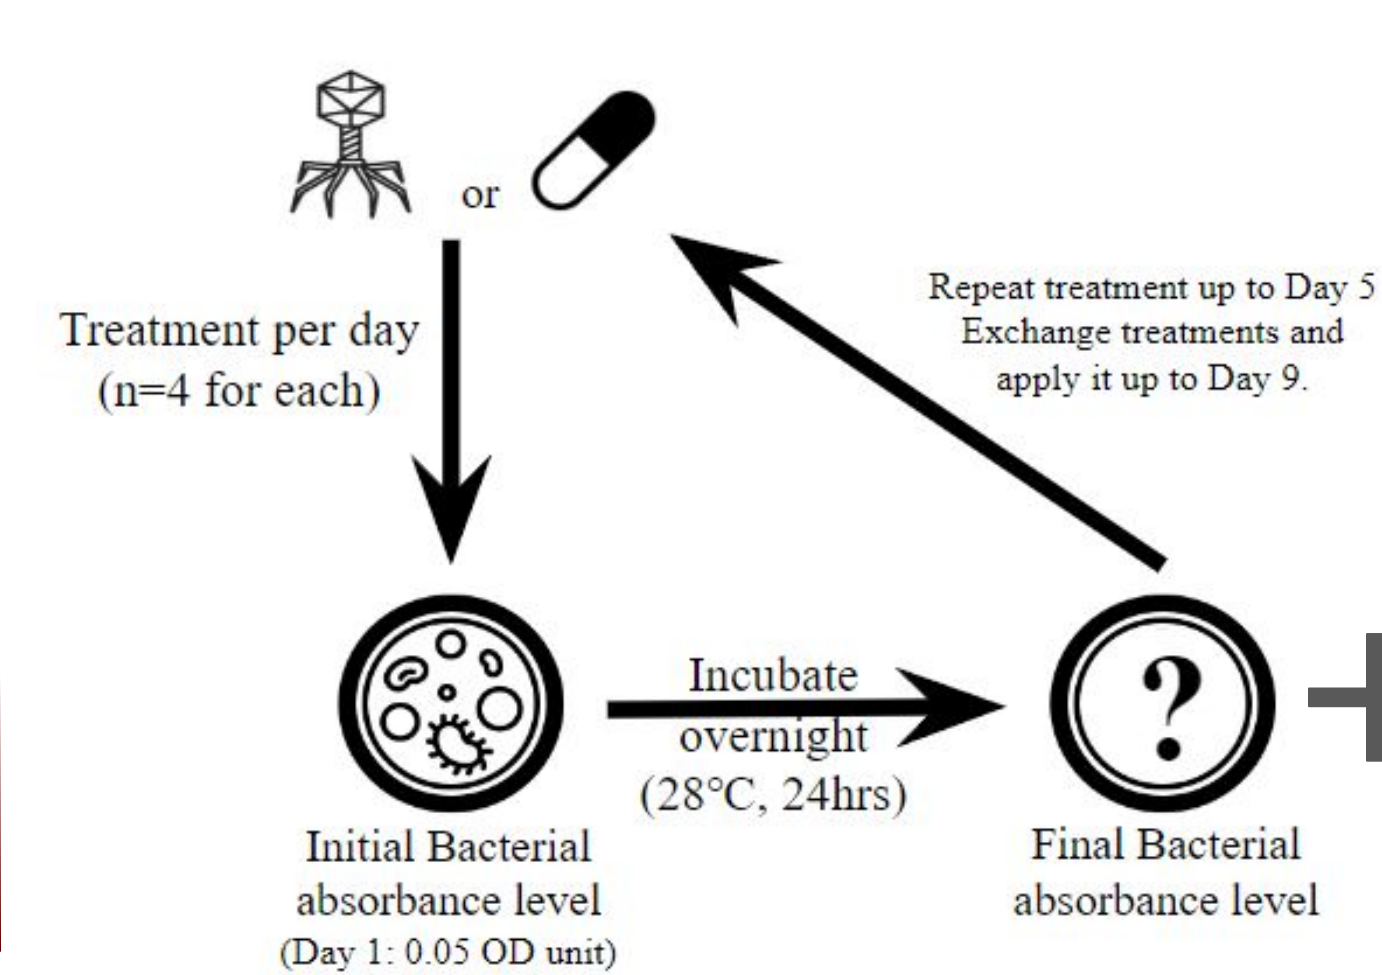 or
Treatment per day
(n=4 for each)
Repeat treatment up to Day 5
Exchange treatments and
apply it up to Day 9.
Incubate
overnight
(28°C, 24hrs)
?
Initial Bacterial
absorbance level
(Day 1: 0.05 OD unit)
Final Bacterial
absorbance level